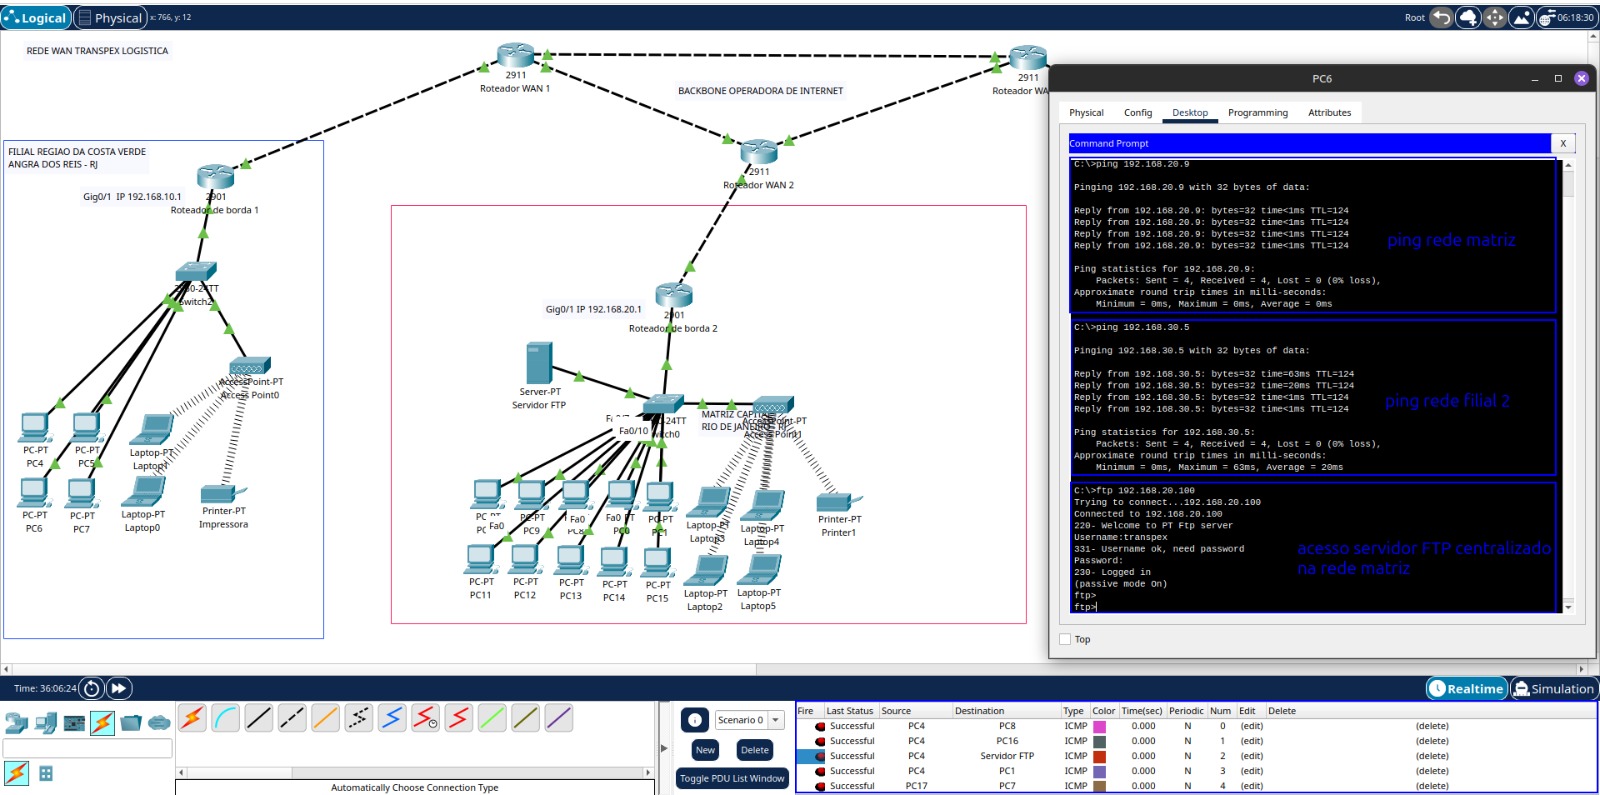 Logical
Physical
x: 766, y: 12
Root
06:18:30
REDE WAN TRANSPEX LOGISTICA
2911
Roteador WAN 1
BACKBONE OPERADORA DE INTERNET
2911
Roteador WA
2911
Roteador WAN 2
FILIAL REGIAO DA COSTA VERDE
ANGRA DOS REIS - RJ
Gig0/1 IP 192.168.10.1
2901
Roteador de borda 1
Switch2
AccessPoint-PT
Access Point0
PC-PT
PC4
PC-PT
PC5
Laptop-PT
Laptop1
PC-PT
PC6
PC-PT
PC7
Laptop-PT
Laptop0
Printer-PT
Impressora
Gig0/1 IP 192.168.20.1
2901
Roteador de borda 2
Server-PT
Servidor FTP
Fa0/10
MATRIZ CAPITAL
RIO DE JANEIRO
PC-PT
PC9
Fa0
Fa0
PC8
Fa0
PC0
PC-PT
PC1
Laptop-PT
Laptop3
Laptop-PT
Laptop4
Printer-PT
Printer1
PC-PT
PC11
PC-PT
PC12
PC-PT
PC13
PC-PT
PC14
PC-PT
PC15
Laptop-PT
Laptop2
Laptop-PT
Laptop5
PC6
Physical
Config
Desktop
Programming
Attributes
Command Prompt
X
C:\>ping 192.168.20.9
Pinging 192.168.20.9 with 32 bytes of data:
Reply from 192.168.20.9: bytes=32 time<1ms TTL=124
Reply from 192.168.20.9: bytes=32 time<1ms TTL=124
Reply from 192.168.20.9: bytes=32 time<1ms TTL=124
Reply from 192.168.20.9: bytes=32 time<1ms TTL=124
ping rede matriz
Ping statistics for 192.168.20.9:
Packets: Sent = 4, Received = 4, Lost = 0 (0% loss),
Approximate round trip times in milli-seconds:
Minimum = 0ms, Maximum = 0ms, Average = 0ms
C:\>ping 192.168.30.5
Pinging 192.168.30.5 with 32 bytes of data:
Reply from 192.168.30.5: bytes=32 time=63ms TTL=124
Reply from 192.168.30.5: bytes=32 time=20ms TTL=124
Reply from 192.168.30.5: bytes=32 time<1ms TTL=124
Reply from 192.168.30.5: bytes=32 time<1ms TTL=124
ping rede filial 2
Ping statistics for 192.168.30.5:
Packets: Sent = 4, Received = 4, Lost = 0 (0% loss),
Approximate round trip times in milli-seconds:
Minimum = 0ms, Maximum = 63ms, Average = 20ms
C:\>ftp 192.168.20.100
Trying to connect...192.168.20.100
Connected to 192.168.20.100
220- Welcome to PT Ftp server
Username:transpex
331- Username ok, need password
Password:
230- Logged in
(passive mode On)
ftp>
ftp>
acesso servidor FTP centralizado
na rede matriz
Top
Time: 36:06:24
Realtime
Simulation
Scenario 0
New
Delete
Toggle PDU List Window
Automatically Choose Connection Type
Fire Last Status Source Destination Type Color Time(sec) Periodic Num Edit Delete
Successful PC4 PC8 ICMP 0.000 N 0 (edit) (delete)
Successful PC4 PC16 ICMP 0.000 N 1 (edit) (delete)
Successful PC4 Servidor FTP ICMP 0.000 N 2 (edit) (delete)
Successful PC4 PC1 ICMP 0.000 N 3 (edit) (delete)
Successful PC17 PC7 ICMP 0.000 N 4 (edit) (delete)